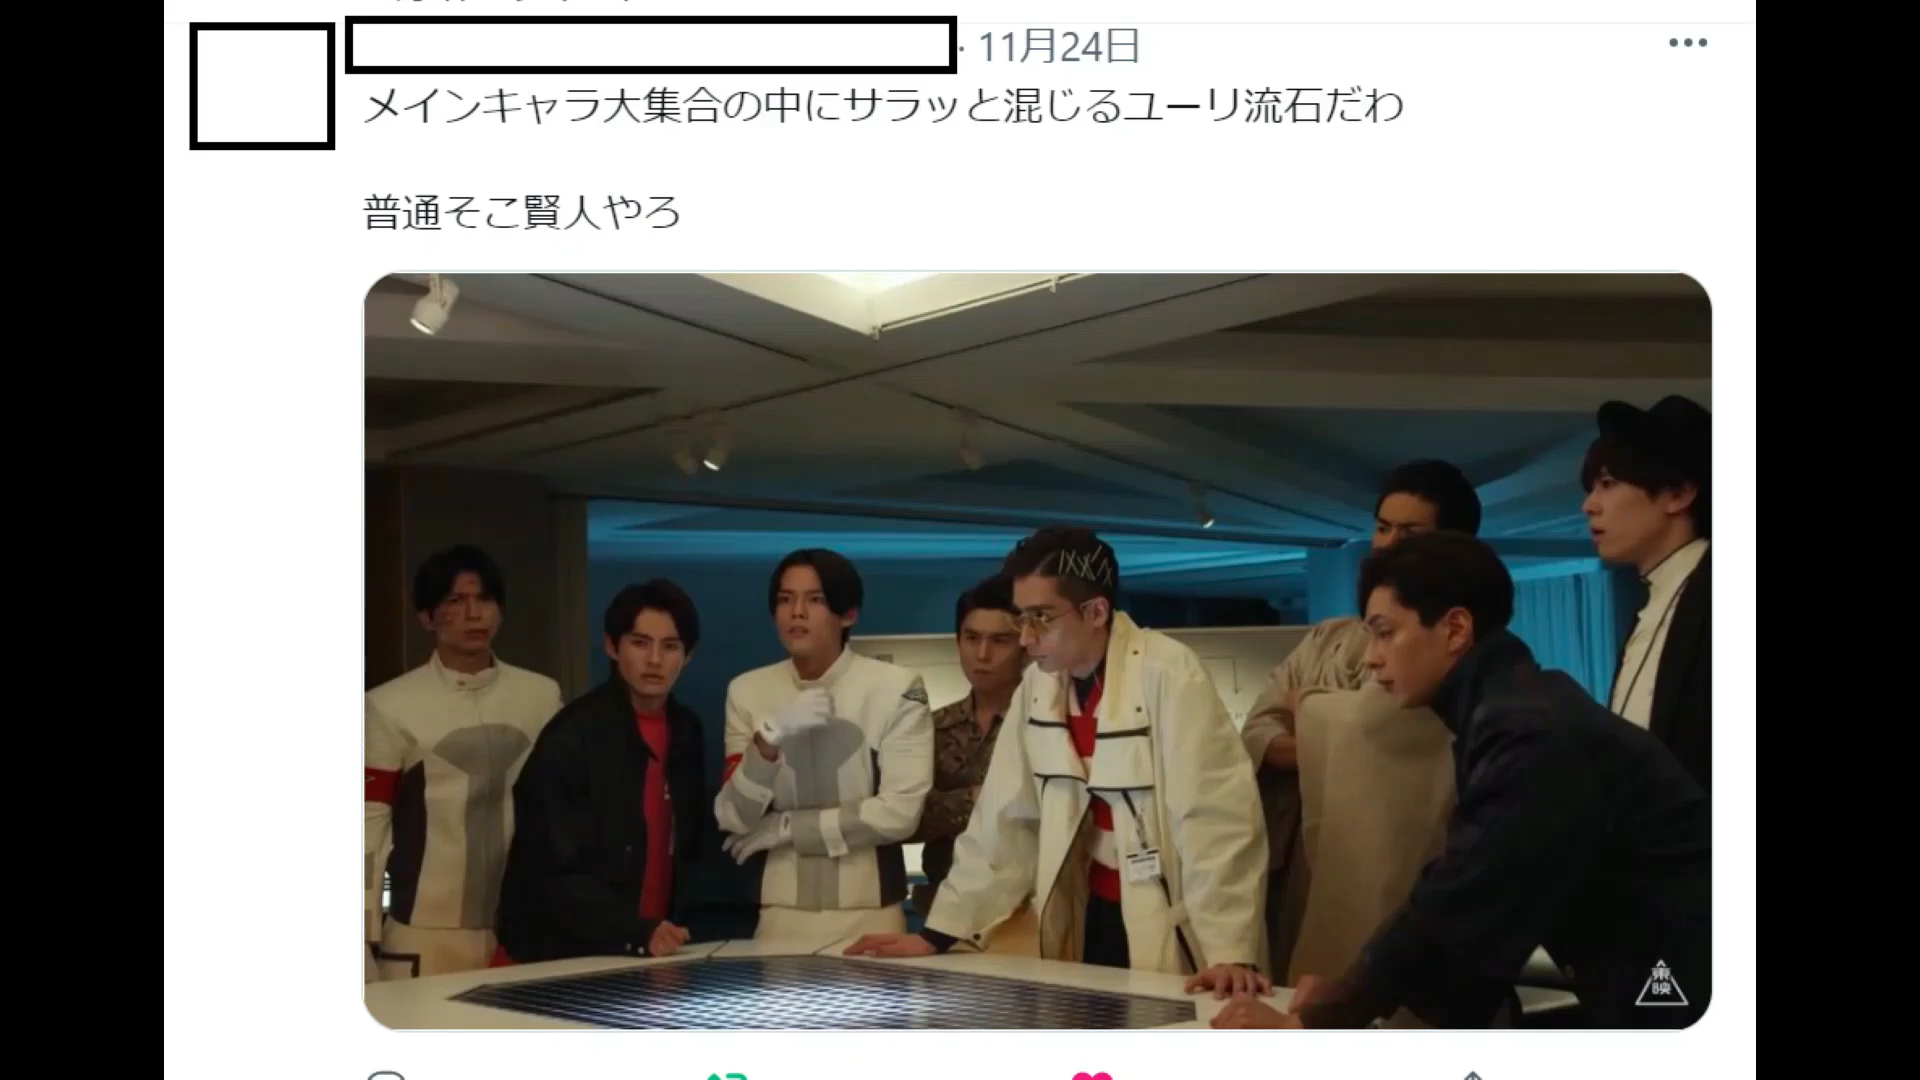 · 11月24日
メインキャラ大集合の中にサラッと混じるユーリ流石だわ
普通そこ賢人やろ
東映